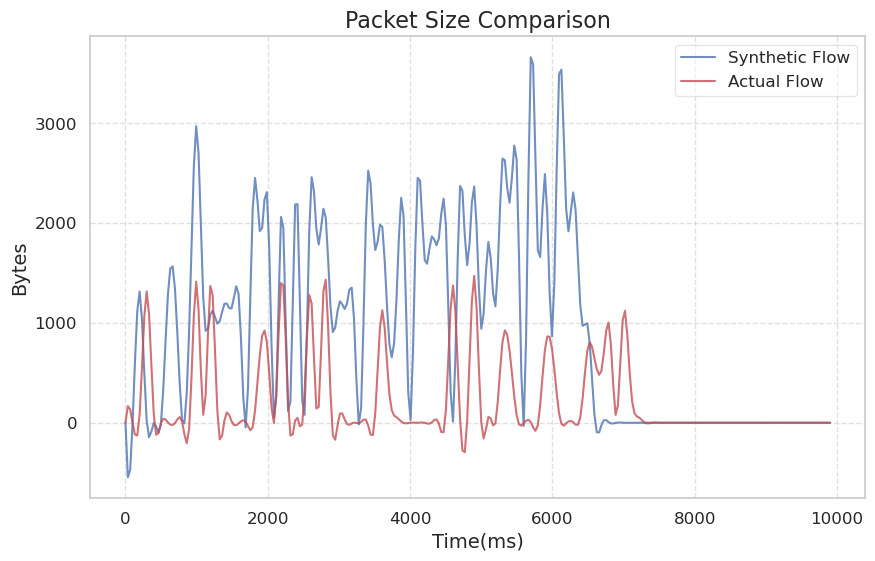 Packet Size Comparison
Synthetic Flow
Actual Flow
Bytes
3000
2000
1000
0
0
2000
4000
6000
8000
10000
Time(ms)